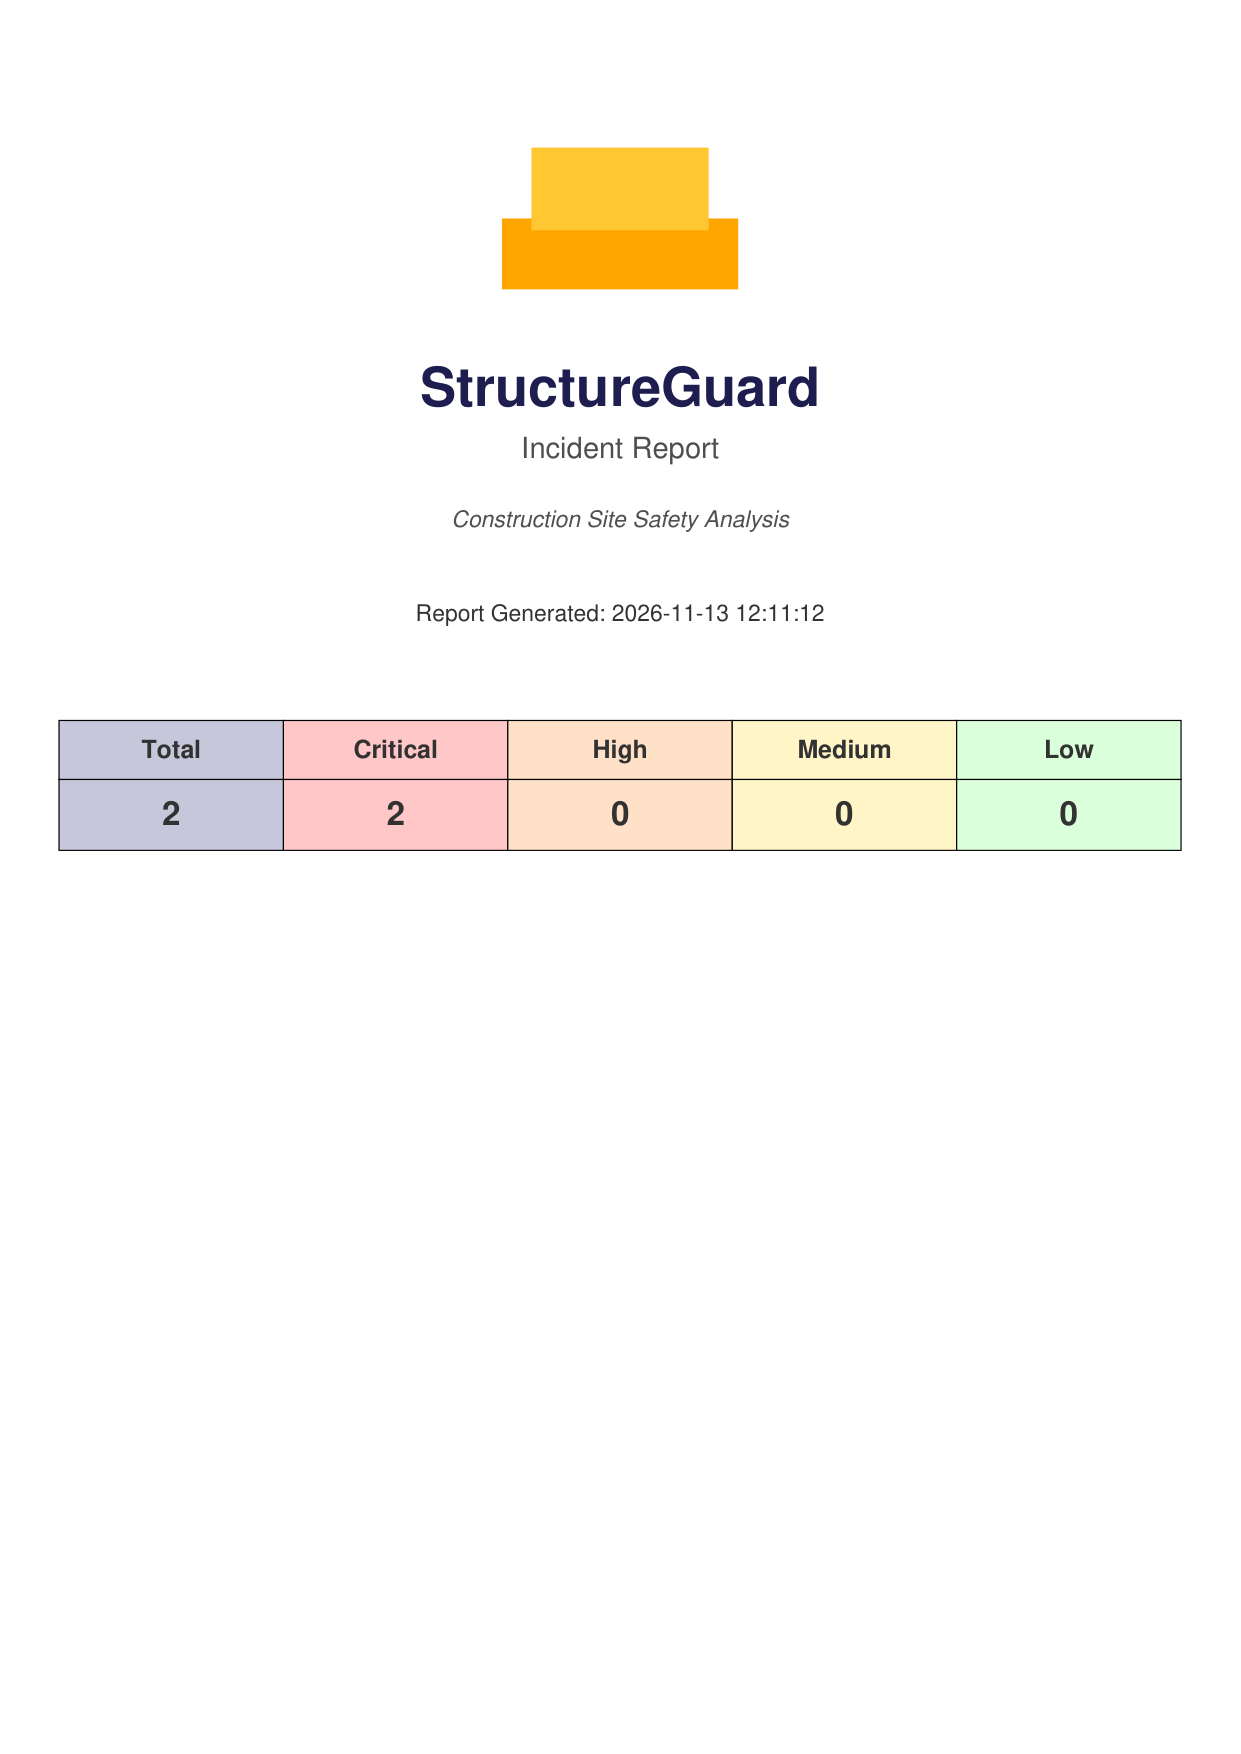 StructureGuard
Incident Report
Construction Site Safety Analysis
Report Generated: 2026-11-13 12:11:12
Total Critical High Medium Low
2 2 0 0 0